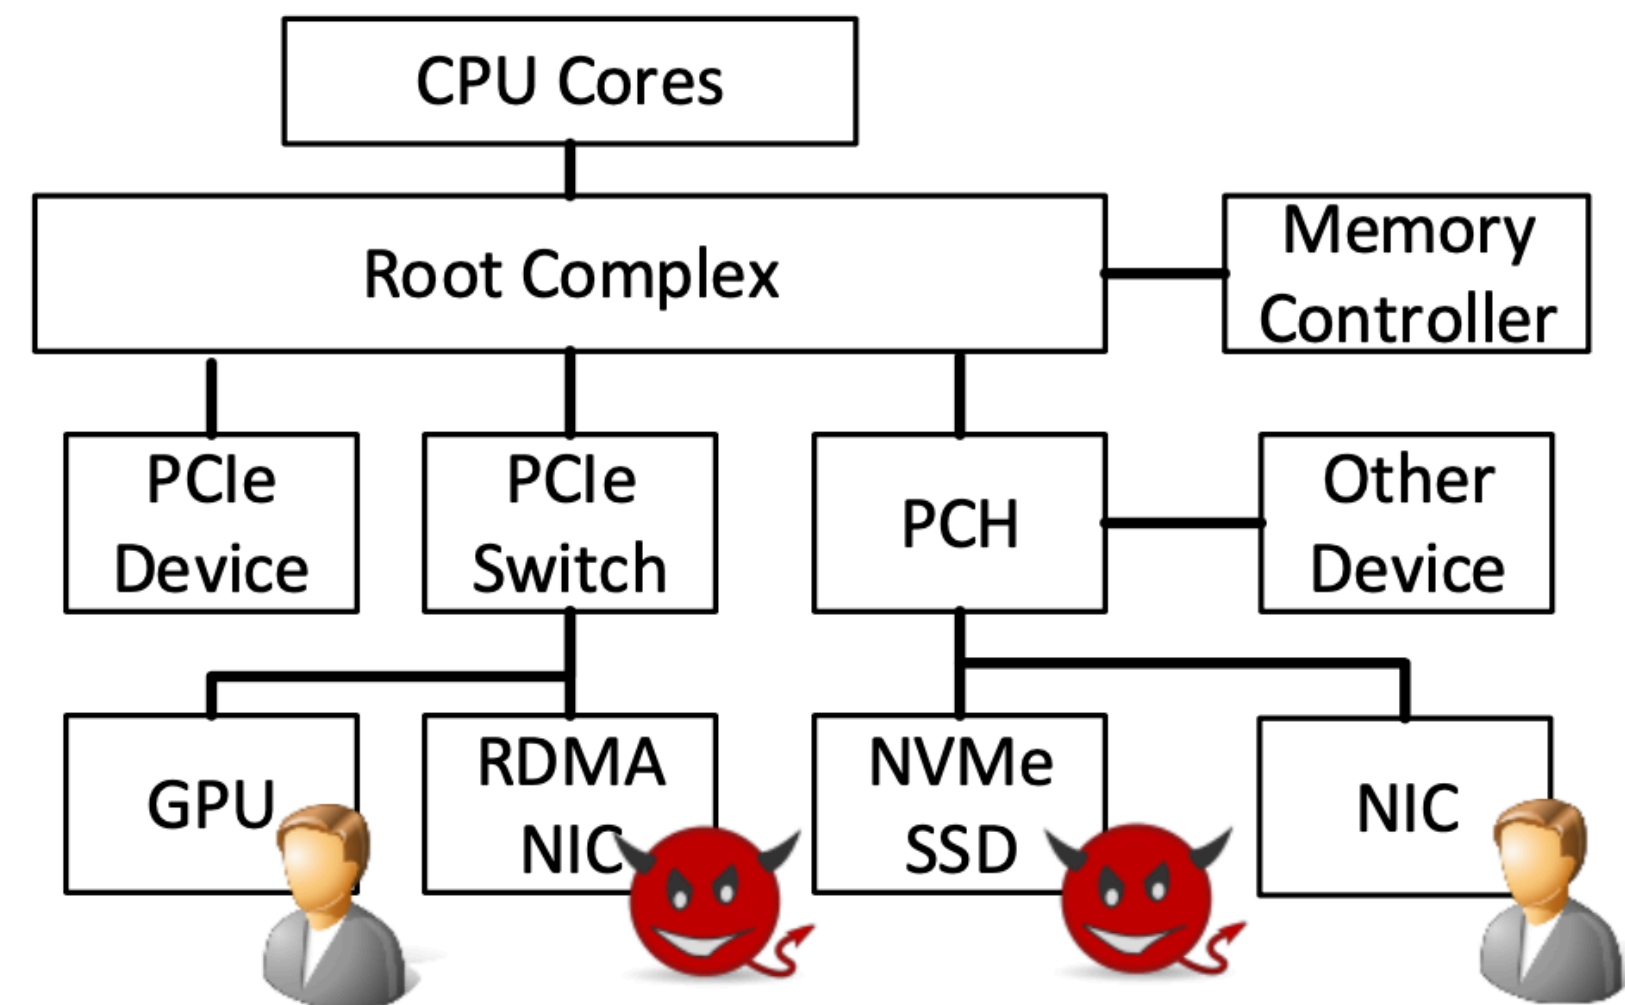 CPU Cores
Root Complex
Memory
Controller
PCIe
Device
PCIe
Switch
PCH
Other
Device
GPU
RDMA
NIC
NVMe
SSD
NIC